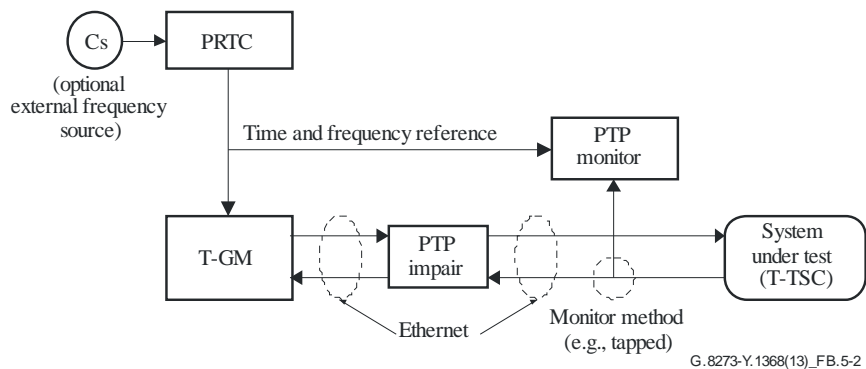 Cs
PRTC
(optional
external frequency
source)
Time and frequency reference
PTP
monitor
T-GM
PTP
impair
System
under test
(T-TSC)
Ethernet
Monitor method
(e.g., tapped)
G.8273-Y.1368(13)_FB.5-2